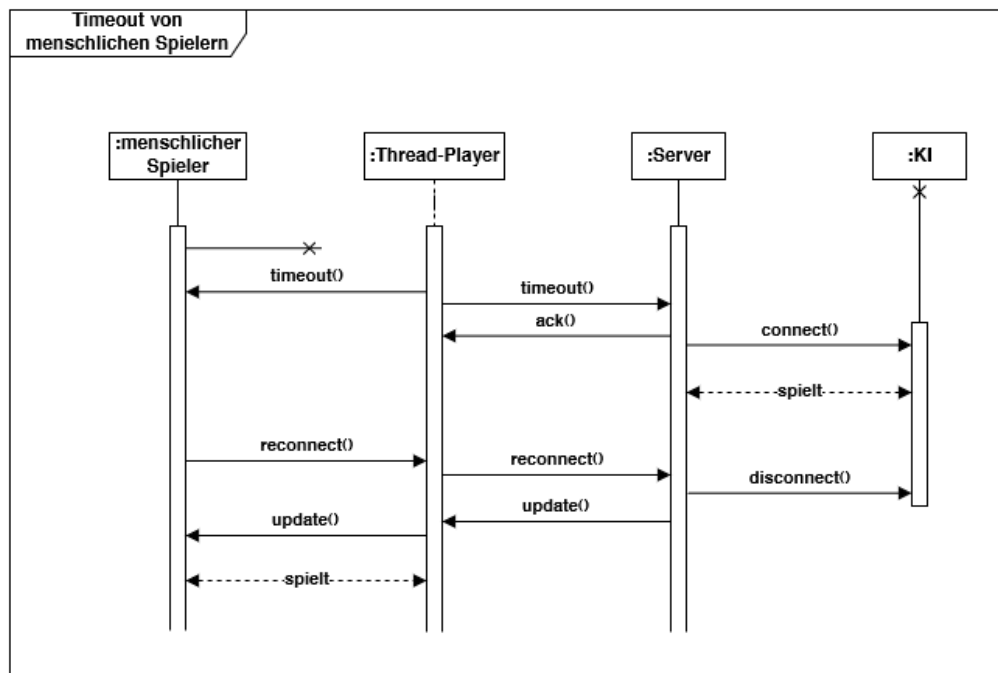 Timeout von
menschlichen Spielern
:menschlicher
Spieler
:Thread-Player
:Server
:KI
timeout()
timeout()
ack()
connect()
spielt
reconnect()
reconnect()
disconnect()
update()
update()
spielt